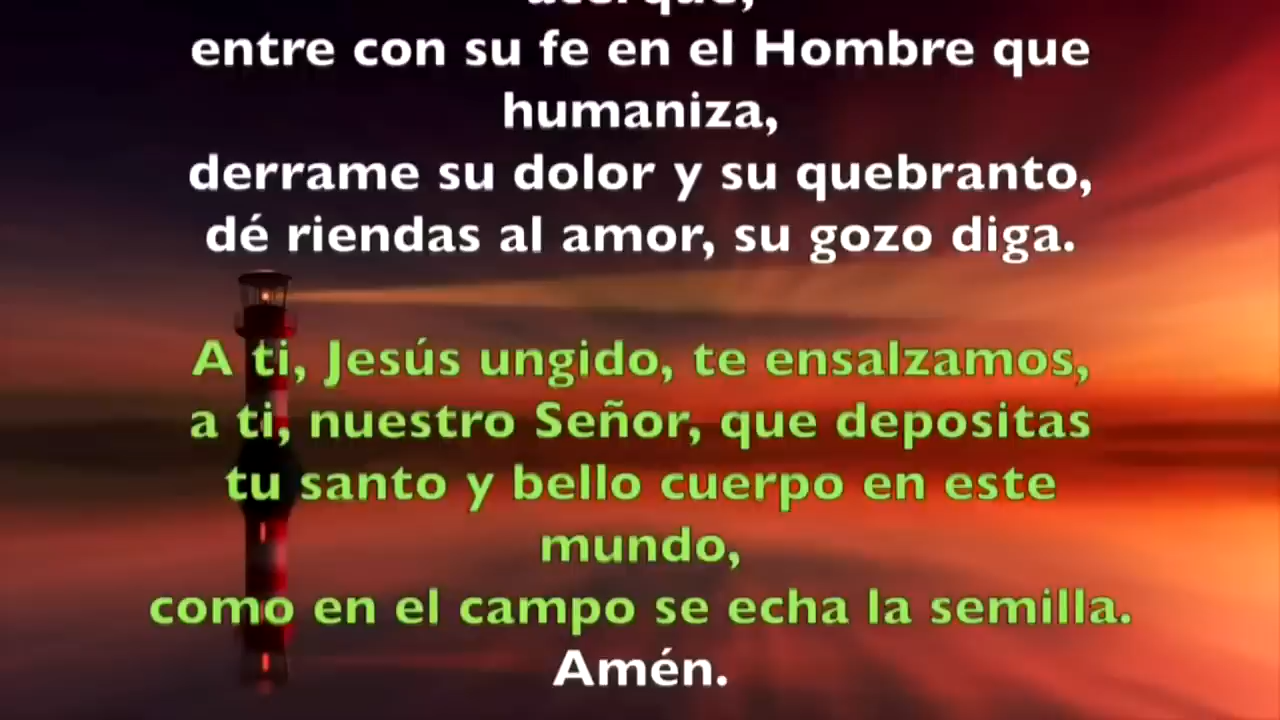 acerque,
entre con su fe en el Hombre que
humaniza,
derrame su dolor y su quebranto,
dé riendas al amor, su gozo diga.
A ti, Jesús ungido, te ensalzamos,
a ti, nuestro Señor, que depositas
tu santo y bello cuerpo en este
mundo,
como en el campo se echa la semilla.
Amén.